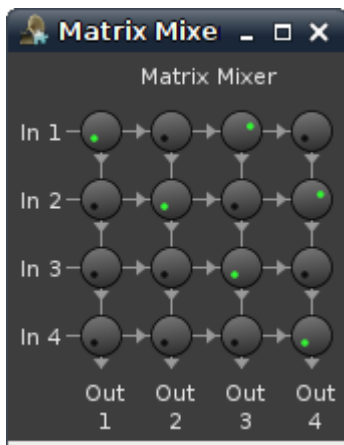 Matrix Mixe
Matrix Mixer
In 1
In 2
In 3
In 4
Out Out Out Out
1 2 3 4